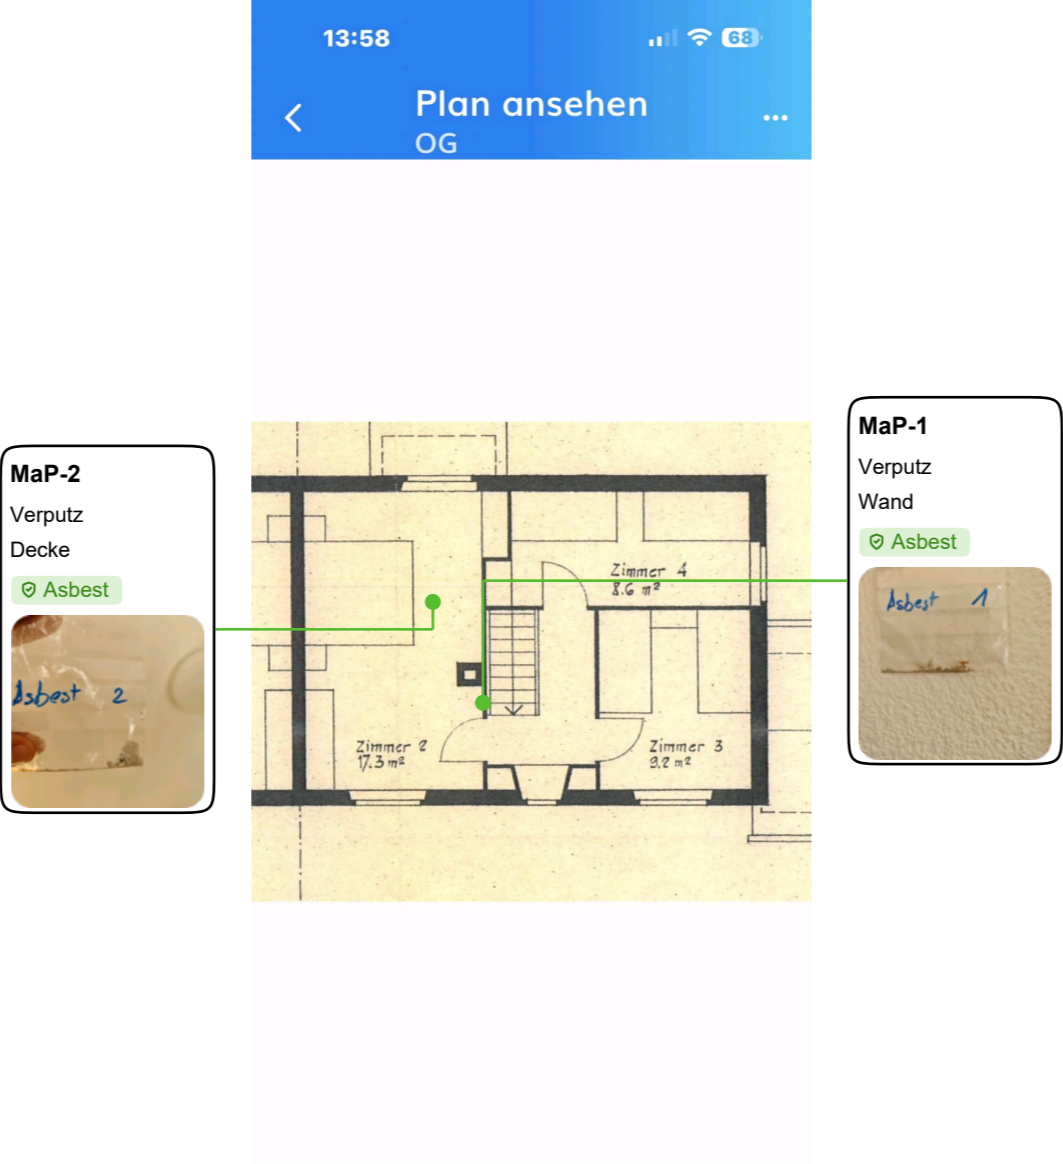 13:58
68
Plan ansehen
OG
MaP-2
Verputz
Decke
Asbest
Asbest 2
MaP-1
Verputz
Wand
Asbest
Asbest 1
Zimmer 4
8.6 m²
Zimmer 2
17.3 m²
Zimmer 3
9.2 m²